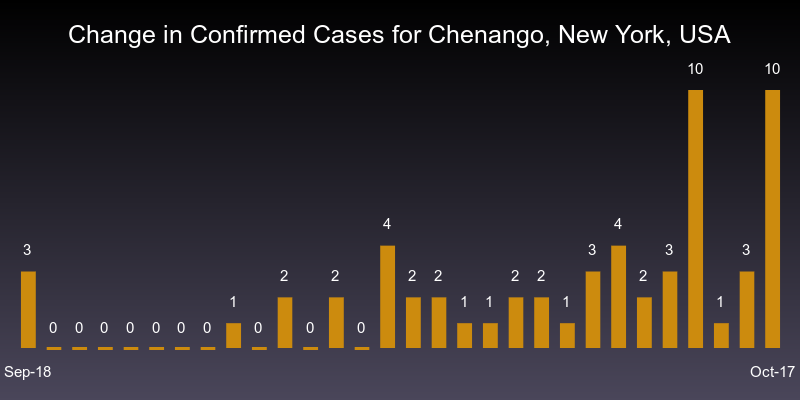 Change in Confirmed Cases for Chenango, New York, USA
3 0 0 0 0 0 0 0 1 0 2 0 2 0 4 2 2 1 1 2 2 1 3 4 2 3 10 1 3 10
Sep-18 Oct-17